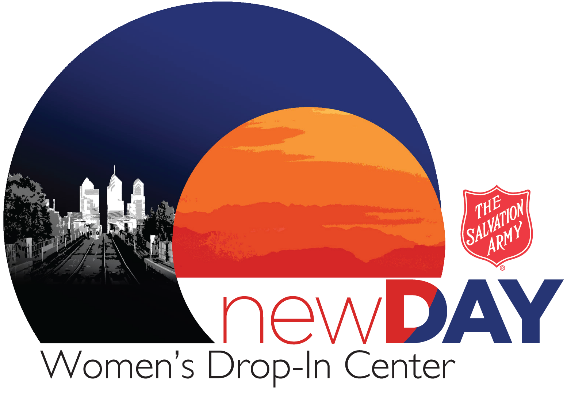 THE
SALVATION
ARMY
newDAY
Women's Drop-In Center